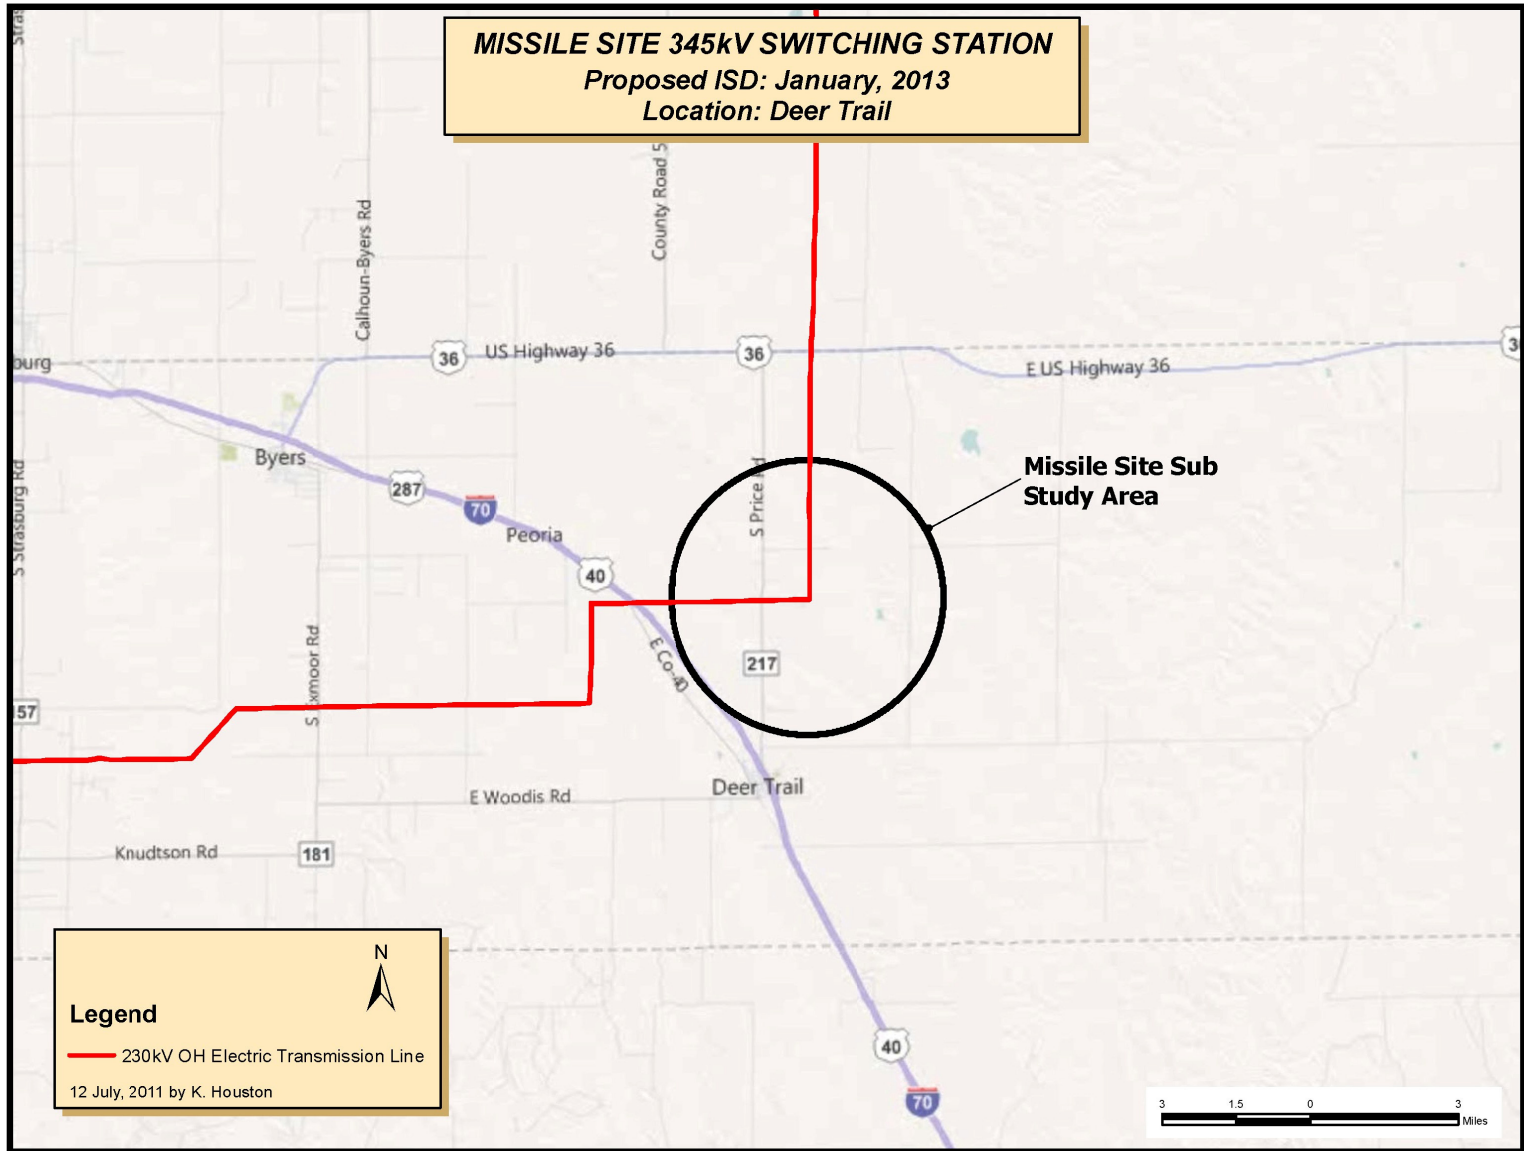 MISSILE SITE 345kV SWITCHING STATION
Proposed ISD: January, 2013
Location: Deer Trail
Calhoun-Byers Rd
County Road 5
36
US Highway 36
36
E US Highway 36
burg
Byers
287
70
Peoria
40
S Strasburg Rd
S Price Rd
Missile Site Sub
Study Area
E Co-40
217
S Exmoor Rd
157
Deer Trail
E Woodis Rd
Knudtson Rd
181
N
Legend
230kV OH Electric Transmission Line
12 July, 2011 by K. Houston
40
70
3 1.5 0 3
Miles